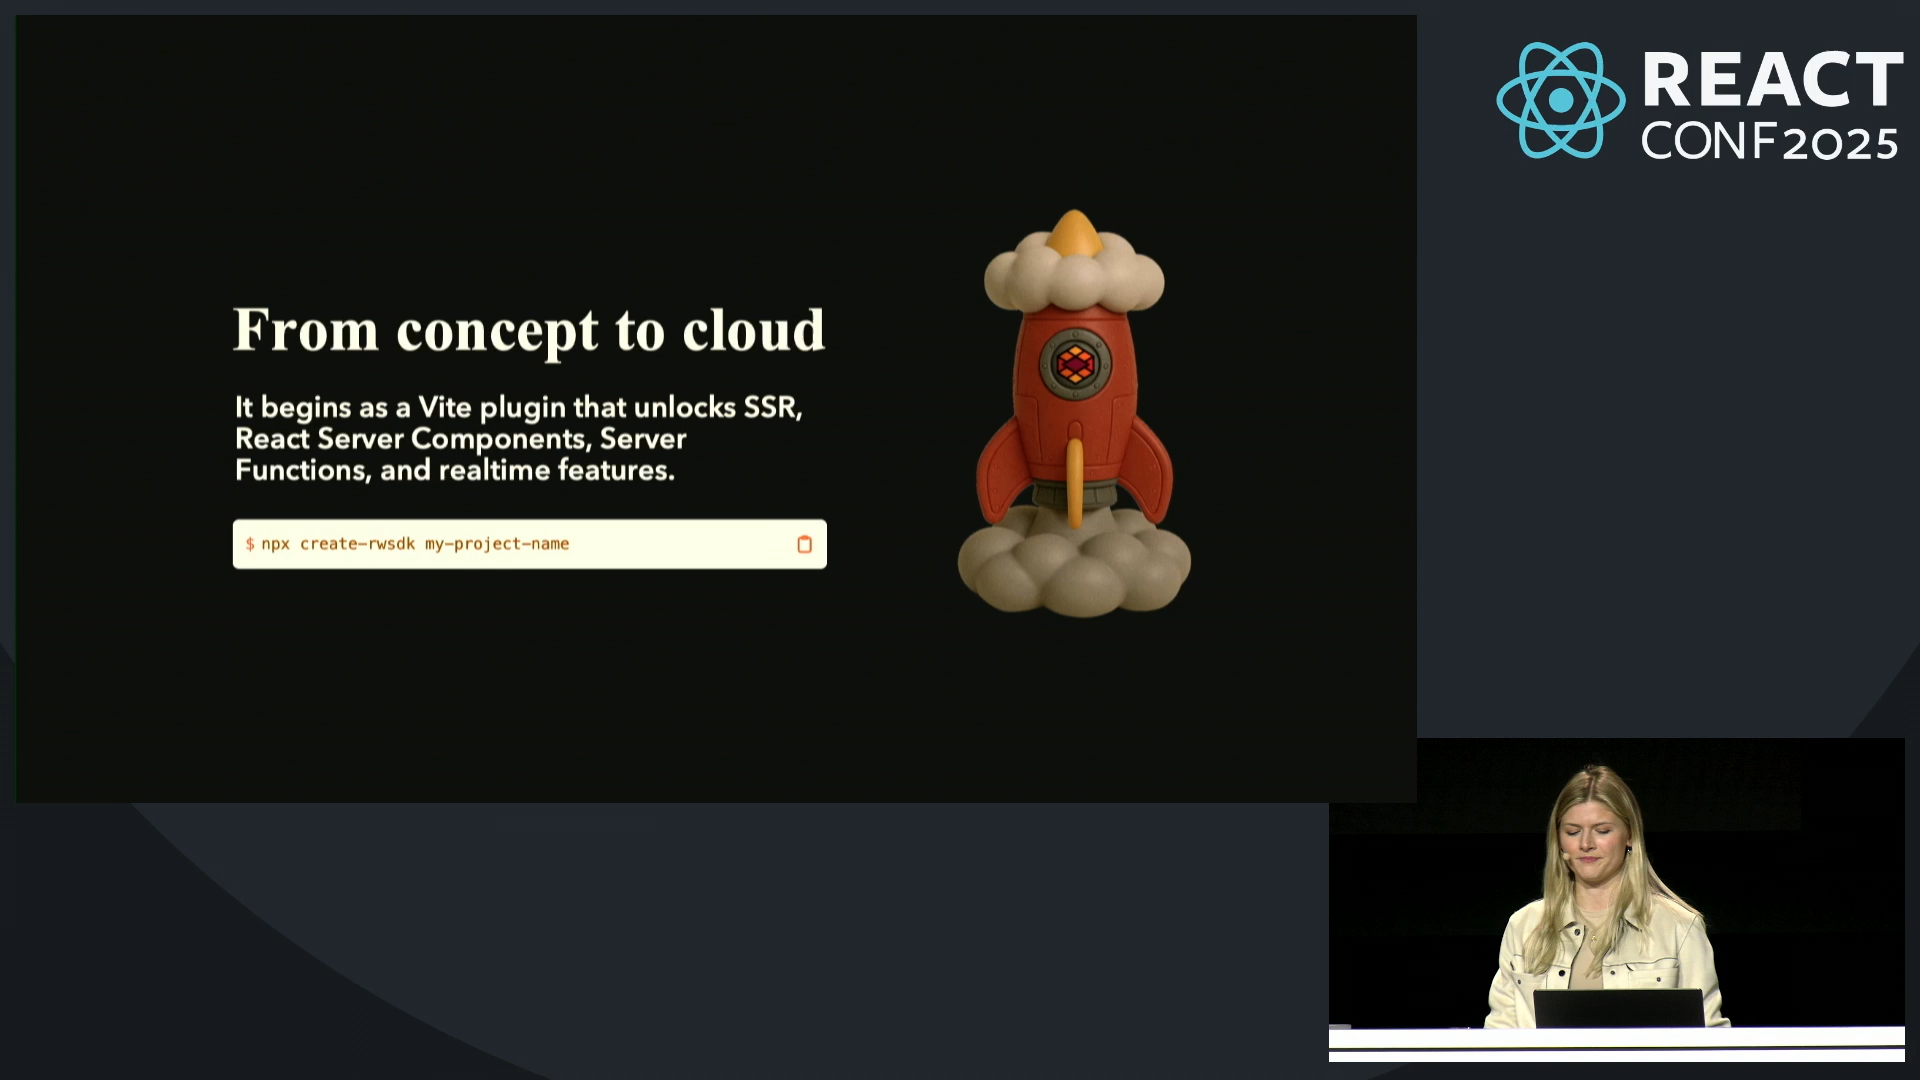 From concept to cloud
It begins as a Vite plugin that unlocks SSR,
React Server Components, Server
Functions, and realtime features.
$ npx create-rwsdk my-project-name
REACT
CONF2025